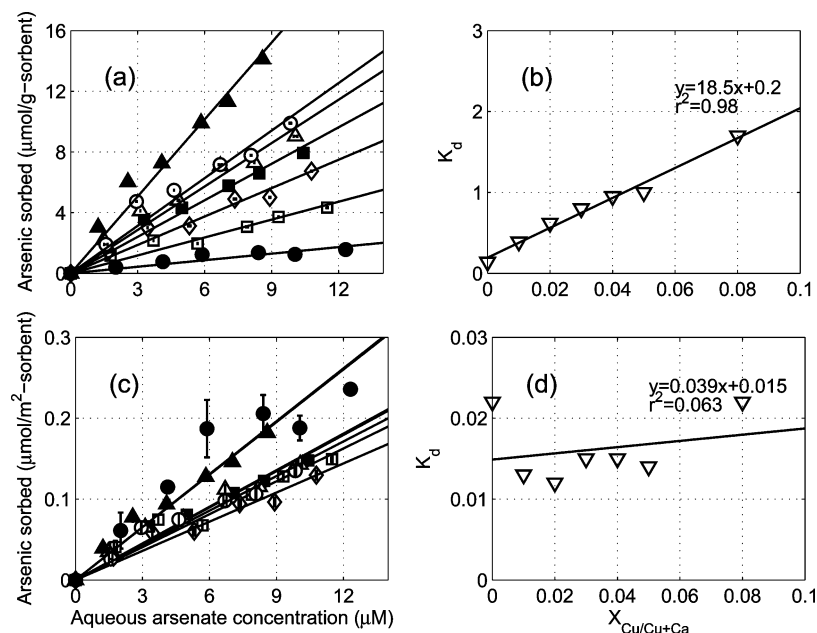 (a)
Arsenic sorbed (μmol/g−sorbent)
16
12
8
4
0
0 3 6 9 12
(b)
y=18.5x+0.2
r²=0.98
K_d
3
2
1
0
0 0.02 0.04 0.06 0.08 0.1
(c)
Arsenic sorbed (μmol/m²−sorbent)
0.3
0.2
0.1
0
0 3 6 9 12
Aqueous arsenate concentration (μM)
(d)
y=0.039x+0.015
r²=0.063
K_d
0.03
0.02
0.01
0
0 0.02 0.04 0.06 0.08 0.1
X_Cu/Cu+Ca